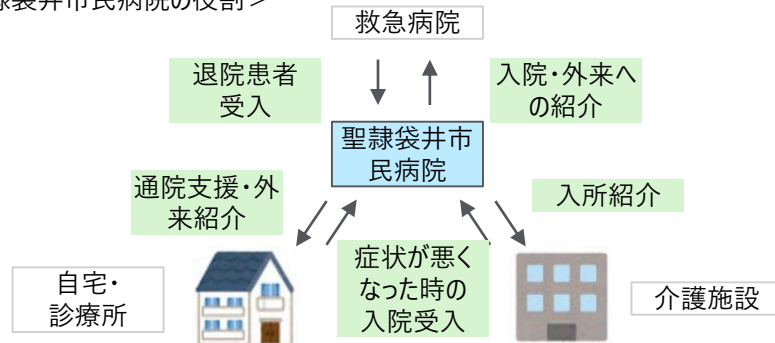 隷袋井市民病院の役割＞
救急病院
退院患者
受入
入院・外来へ
の紹介
聖隷袋井市
民病院
通院支援・外
来紹介
入所紹介
症状が悪く
なった時の
入院受入
自宅・
診療所
介護施設